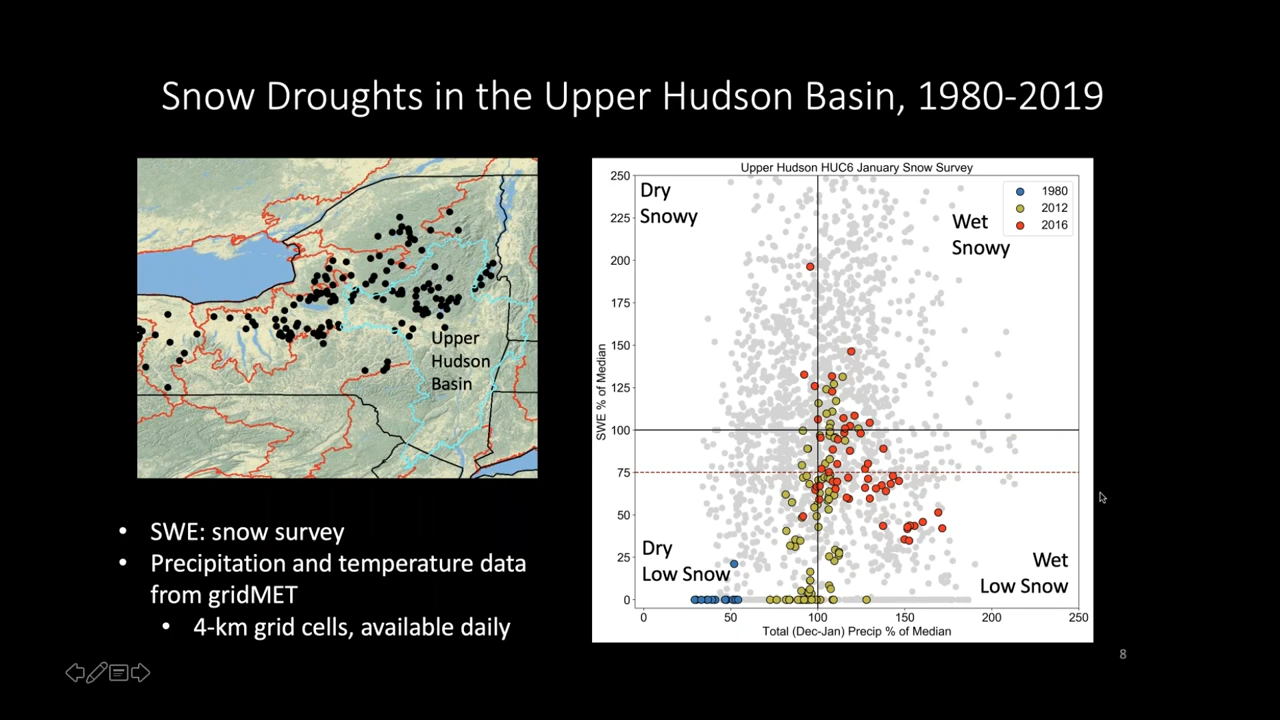 Snow Droughts in the Upper Hudson Basin, 1980-2019
Upper
Hudson
Basin
• SWE: snow survey
• Precipitation and temperature data
from gridMET
• 4-km grid cells, available daily
Upper Hudson HUC6 January Snow Survey
Dry
Snowy
Wet
Snowy
1980
2012
2016
Dry
Low Snow
Wet
Low Snow
SWE % of Median
250
225
200
175
150
125
100
75
50
25
0
0 50 100 150 200 250
Total (Dec-Jan) Precip % of Median
8